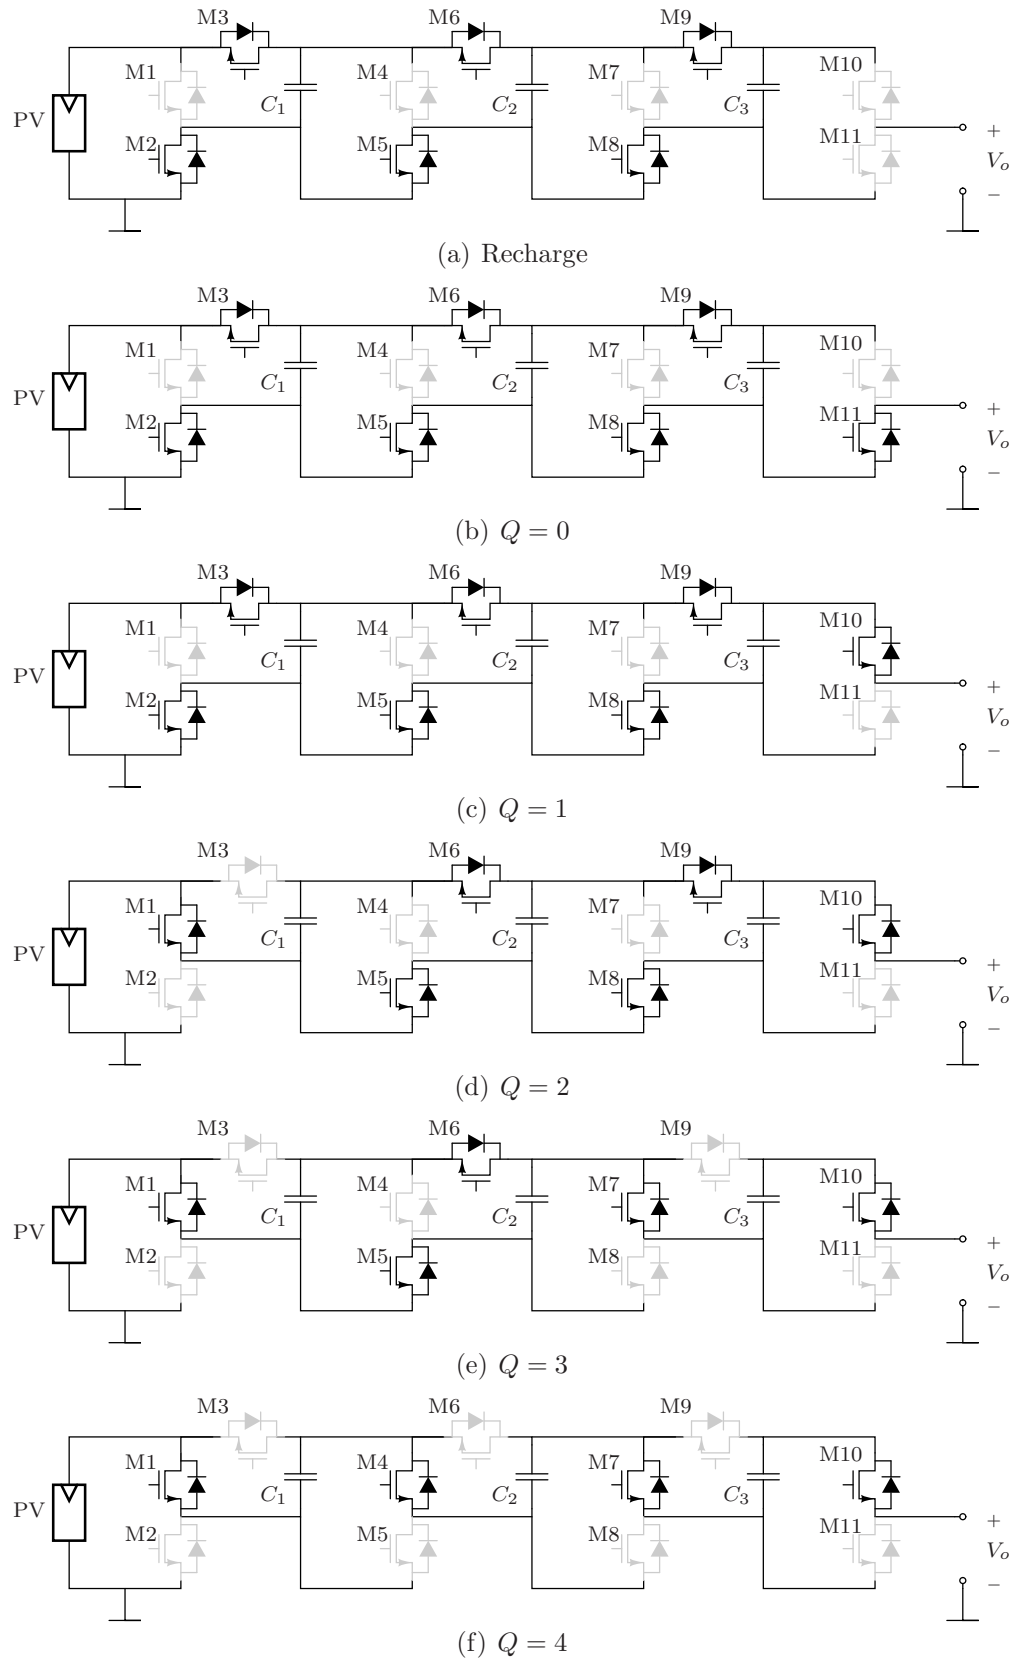 M3 M6 M9
M1 M4 M7 M10
PV C₁ C₂ C₃
M2 M5 M8 M11 +
Vₒ
−
(a) Recharge
M3 M6 M9
M1 M4 M7 M10
PV C₁ C₂ C₃
M2 M5 M8 M11 +
Vₒ
−
(b) Q = 0
M3 M6 M9
M1 M4 M7 M10
PV C₁ C₂ C₃
M2 M5 M8 M11 +
Vₒ
−
(c) Q = 1
M3 M6 M9
M1 M4 M7 M10
PV C₁ C₂ C₃
M2 M5 M8 M11 +
Vₒ
−
(d) Q = 2
M3 M6 M9
M1 M4 M7 M10
PV C₁ C₂ C₃
M2 M5 M8 M11 +
Vₒ
−
(e) Q = 3
M3 M6 M9
M1 M4 M7 M10
PV C₁ C₂ C₃
M2 M5 M8 M11 +
Vₒ
−
(f) Q = 4